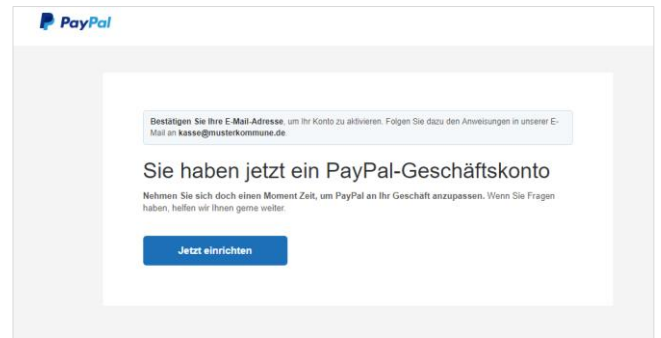 PayPal
Bestätigen Sie Ihre E-Mail-Adresse, um Ihr Konto zu aktivieren. Folgen Sie dazu den Anweisungen in unserer E-
Mail an kasse@musterkommune.de
Sie haben jetzt ein PayPal-Geschäftskonto
Nehmen Sie sich doch einen Moment Zeit, um PayPal an Ihr Geschäft anzupassen. Wenn Sie Fragen
haben, helfen wir Ihnen gerne weiter.
Jetzt einrichten